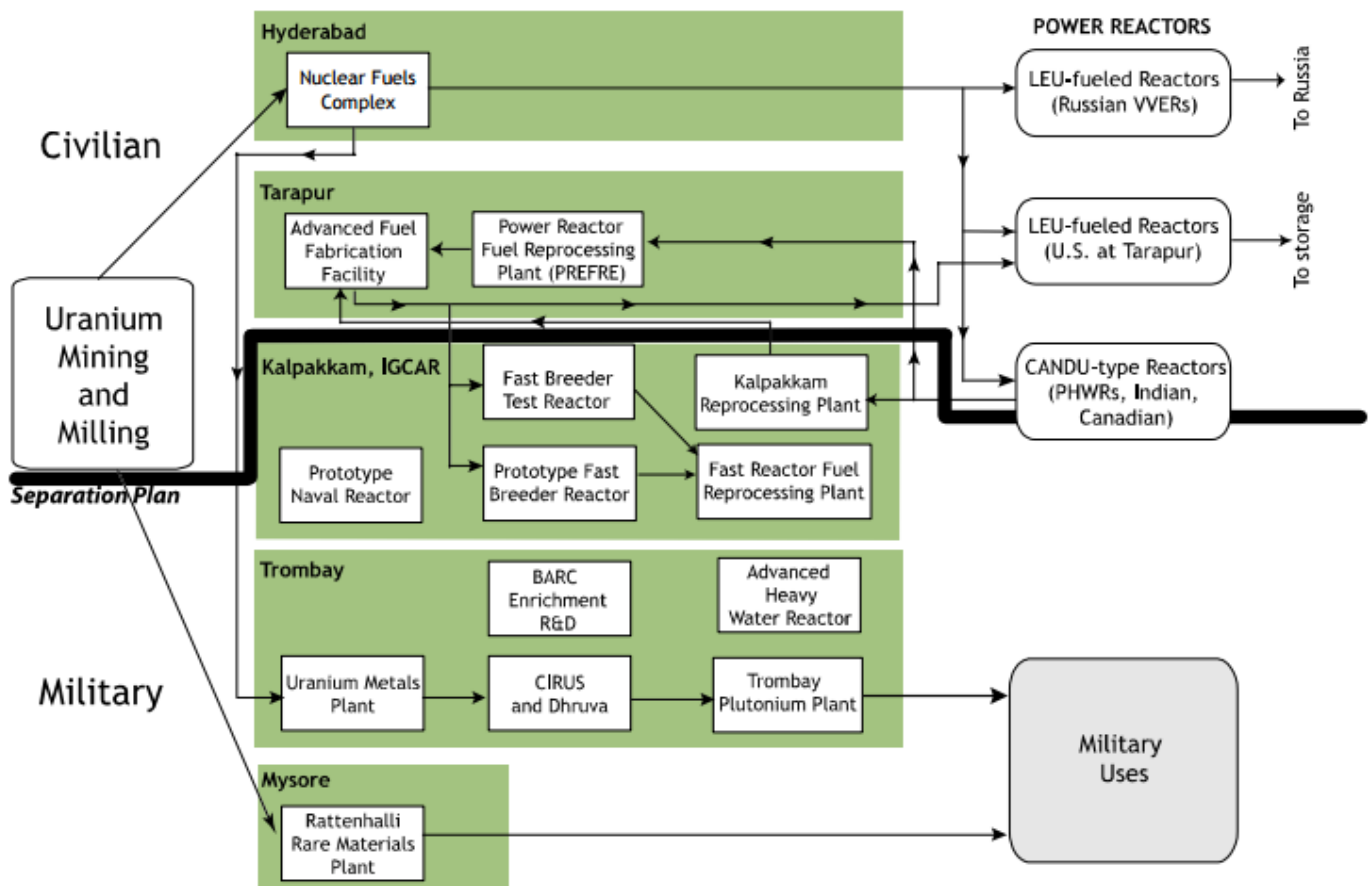 Hyderabad
Nuclear Fuels
Complex
POWER REACTORS
LEU-fueled Reactors
(Russian VVERs)
To Russia
Civilian
Tarapur
Advanced Fuel
Fabrication
Facility
Power Reactor
Fuel Reprocessing
Plant (PREFRE)
LEU-fueled Reactors
(U.S. at Tarapur)
To storage
Uranium
Mining
and
Milling
Kalpakkam, IGCAR
Fast Breeder
Test Reactor
Kalpakkam
Reprocessing Plant
CANDU-type Reactors
(PHWRs, Indian,
Canadian)
Separation Plan
Prototype
Naval Reactor
Prototype Fast
Breeder Reactor
Fast Reactor Fuel
Reprocessing Plant
Trombay
BARC
Enrichment
R&D
Advanced
Heavy
Water Reactor
Military
Uranium Metals
Plant
CIRUS
and Dhruva
Trombay
Plutonium Plant
Military
Uses
Mysore
Rattenhalli
Rare Materials
Plant